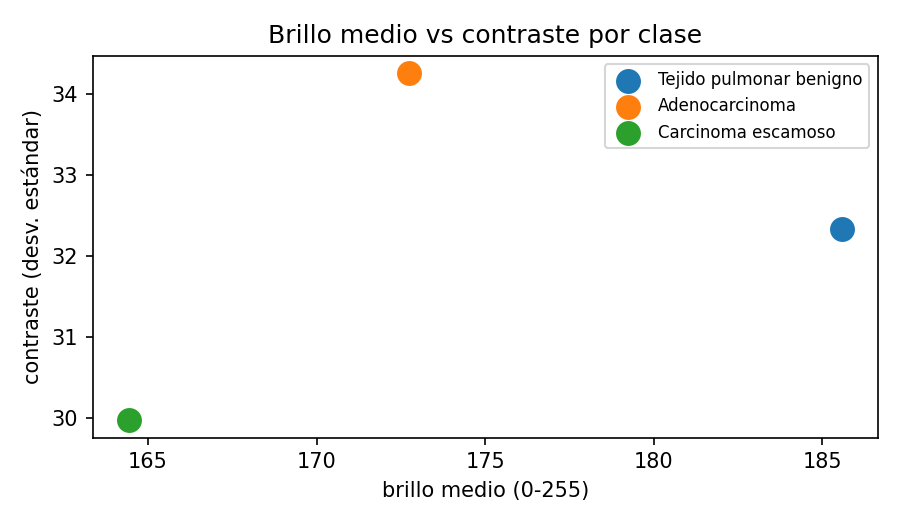 Brillo medio vs contraste por clase
contraste (desv. estándar)
34
33
32
31
30
Tejido pulmonar benigno
Adenocarcinoma
Carcinoma escamoso
165 170 175 180 185
brillo medio (0-255)